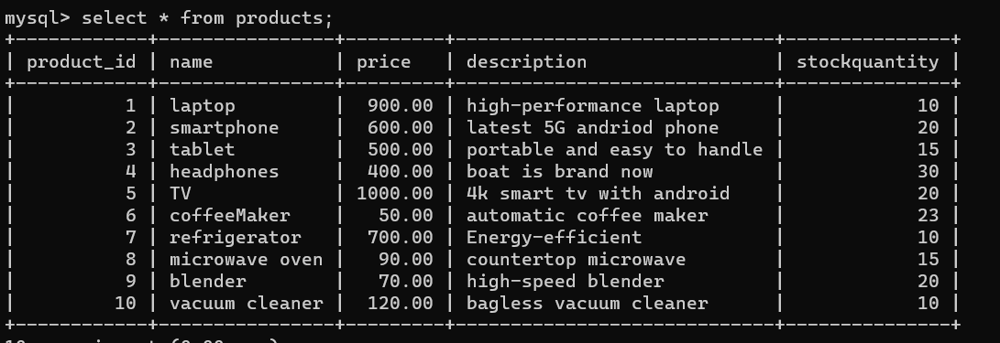 mysql> select * from products;
+------------+----------------+---------+-----------------------------+---------------+
| product_id | name           | price   | description                 | stockquantity |
+------------+----------------+---------+-----------------------------+---------------+
|          1 | laptop         |  900.00 | high-performance laptop     |            10 |
|          2 | smartphone     |  600.00 | latest 5G andriod phone     |            20 |
|          3 | tablet         |  500.00 | portable and easy to handle |            15 |
|          4 | headphones     |  400.00 | boat is brand now           |            30 |
|          5 | TV             | 1000.00 | 4k smart tv with android    |            20 |
|          6 | coffeeMaker    |   50.00 | automatic coffee maker      |            23 |
|          7 | refrigerator   |  700.00 | Energy-efficient            |            10 |
|          8 | microwave oven |   90.00 | countertop microwave        |            15 |
|          9 | blender        |   70.00 | high-speed blender          |            20 |
|         10 | vacuum cleaner |  120.00 | bagless vacuum cleaner      |            10 |
+------------+----------------+---------+-----------------------------+---------------+